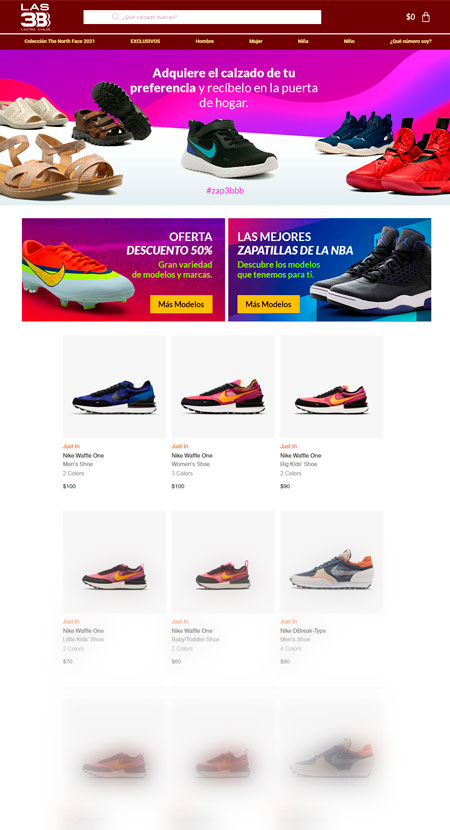 LAS
3B
¿Qué calzado buscas?
$0
Colección The North Face 2021
EXCLUSIVOS
Hombre
Mujer
Niña
Niño
¿Qué número soy?
Adquiere el calzado de tu
preferencia y recíbelo en la puerta
de hogar.
#zap3bbb
OFERTA
DESCUENTO 50%
Gran variedad
de modelos y marcas.
Más Modelos
LAS MEJORES
ZAPATILLAS DE LA NBA
Descubre los modelos
que tenemos para ti.
Más Modelos
Just In
Nike Waffle One
Men's Shoe
2 Colors
$100
Just In
Nike Waffle One
Women's Shoe
3 Colors
$100
Just In
Nike Waffle One
Big Kids' Shoe
2 Colors
$90
Just In
Nike Waffle One
Little Kids' Shoe
2 Colors
$70
Just In
Nike Waffle One
Baby/Toddler Shoe
2 Colors
$60
Just In
Nike DBreak-Type
Men's Shoe
4 Colors
$90